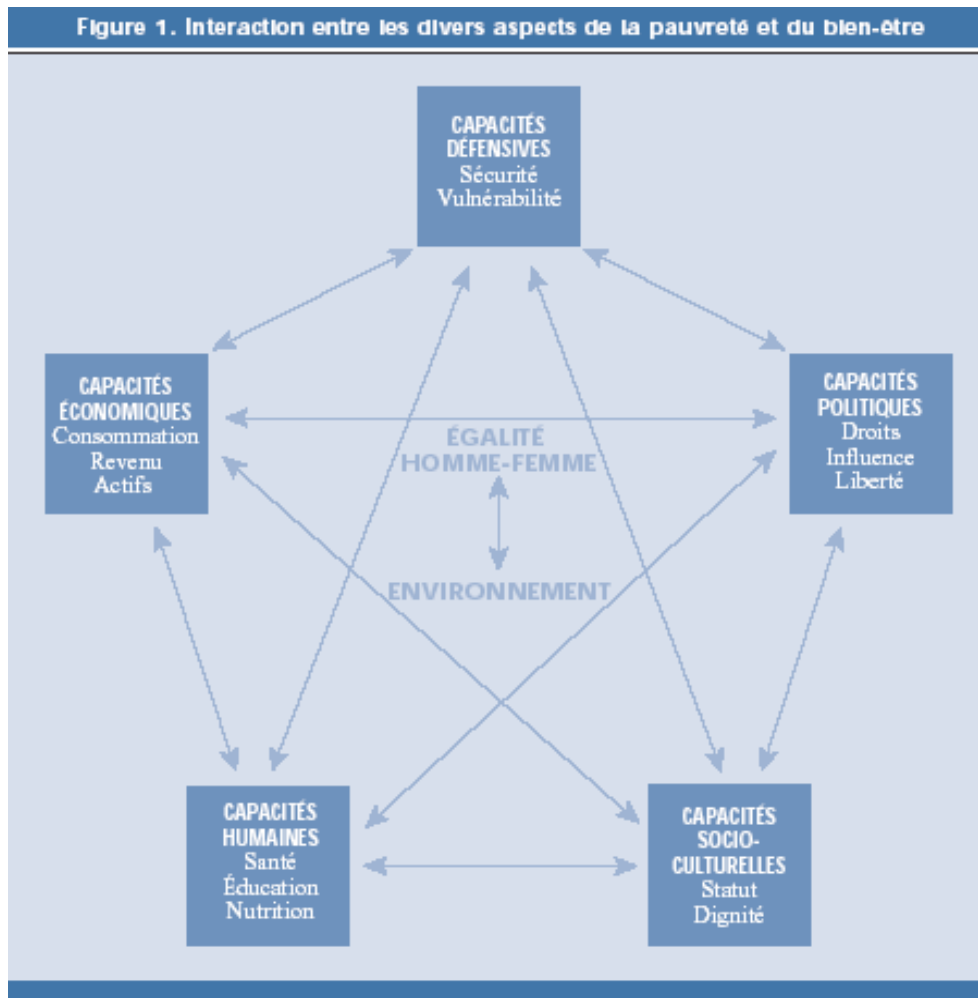 Figure 1. Interaction entre les divers aspects de la pauvreté et du bien-être
CAPACITÉS
DÉFENSIVES
Sécurité
Vulnérabilité
CAPACITÉS
ÉCONOMIQUES
Consommation
Revenu
Actifs
CAPACITÉS
POLITIQUES
Droits
Influence
Liberté
ÉGALITÉ
HOMME-FEMME
ENVIRONNEMENT
CAPACITÉS
HUMAINES
Santé
Éducation
Nutrition
CAPACITÉS
SOCIO-
CULTURELLES
Statut
Dignité